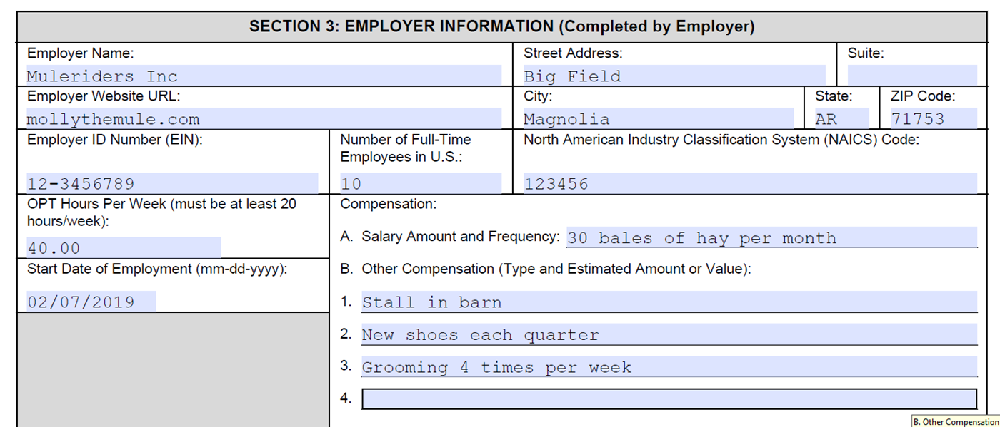 SECTION 3: EMPLOYER INFORMATION (Completed by Employer)
Employer Name:
Muleriders Inc
Street Address:
Big Field
Suite:
Employer Website URL:
mollythemule.com
City:
Magnolia
State:
AR
ZIP Code:
71753
Employer ID Number (EIN):
12-3456789
Number of Full-Time
Employees in U.S.:
10
North American Industry Classification System (NAICS) Code:
123456
OPT Hours Per Week (must be at least 20
hours/week):
40.00
Start Date of Employment (mm-dd-yyyy):
02/07/2019
Compensation:
A. Salary Amount and Frequency: 30 bales of hay per month
B. Other Compensation (Type and Estimated Amount or Value):
1. Stall in barn
2. New shoes each quarter
3. Grooming 4 times per week
4.
B. Other Compensation